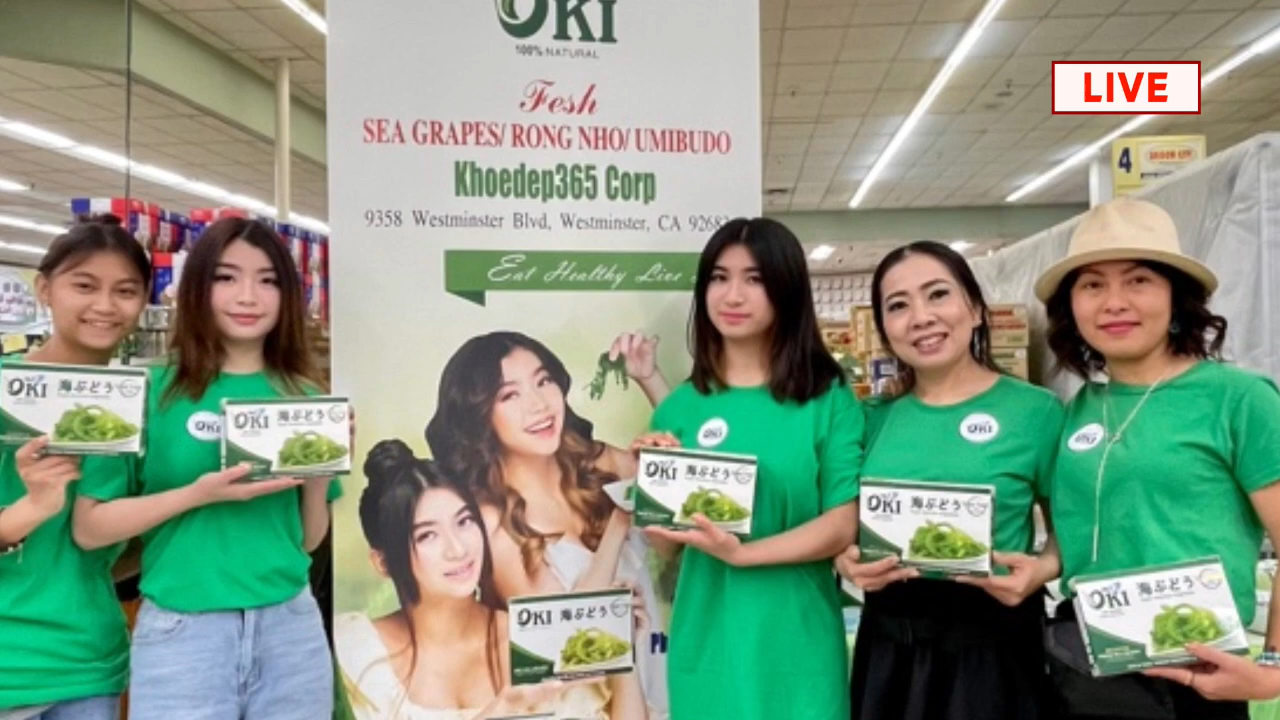 OKI
100% NATURAL
LIVE
Fesh
SEA GRAPES/ RONG NHO/ UMIBUDO
Khoedep365 Corp
9358 Westminster Blvd, Westminster, CA 9268
4
Eat Healthy Live
OKI
海ぶどう
OKI
OKI
海ぶどう
OKI
OKI
海ぶどう
OKI
OKI
海ぶどう
OKI
OKI
海ぶどう
OKI
海ぶどう
Ph